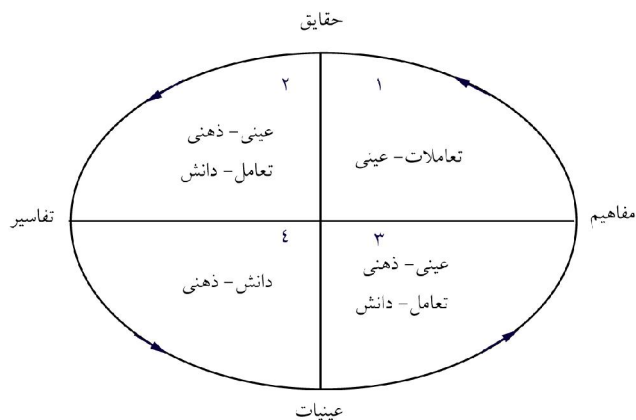 حقایق
۱
۲
تعاملات- عینی
عینی- ذهنی
تعامل- دانش
مفاهیم
تفاسیر
۳
٤
عینی- ذهنی
تعامل- دانش
دانش- ذهنی
عینیات